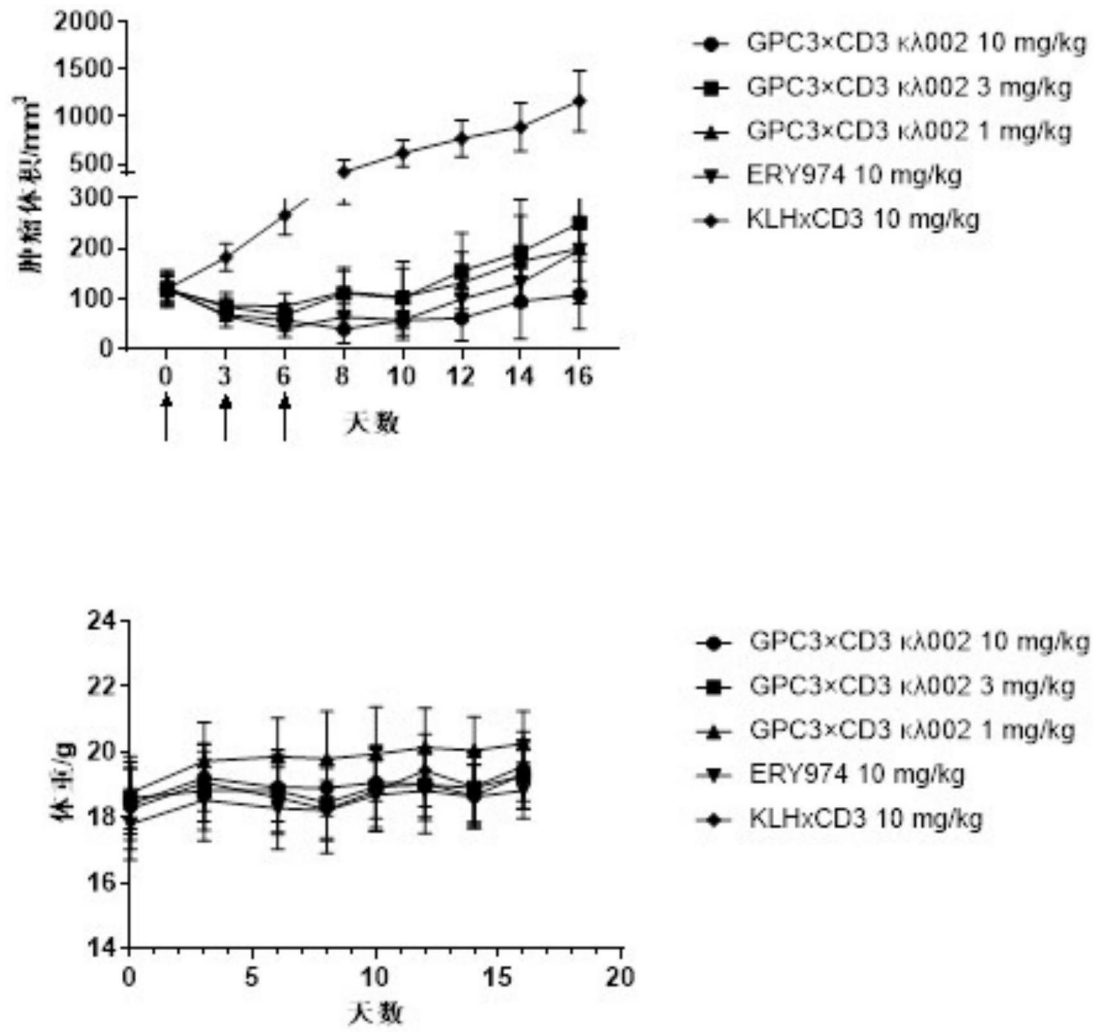 2000
1500
1000
500
300
200
100
0
肿瘤体积/mm³
0 3 6 8 10 12 14 16
天数
GPC3×CD3 κλ002 10 mg/kg
GPC3×CD3 κλ002 3 mg/kg
GPC3×CD3 κλ002 1 mg/kg
ERY974 10 mg/kg
KLHxCD3 10 mg/kg
24
22
20
18
16
14
体重/g
0 5 10 15 20
天数
GPC3×CD3 κλ002 10 mg/kg
GPC3×CD3 κλ002 3 mg/kg
GPC3×CD3 κλ002 1 mg/kg
ERY974 10 mg/kg
KLHxCD3 10 mg/kg